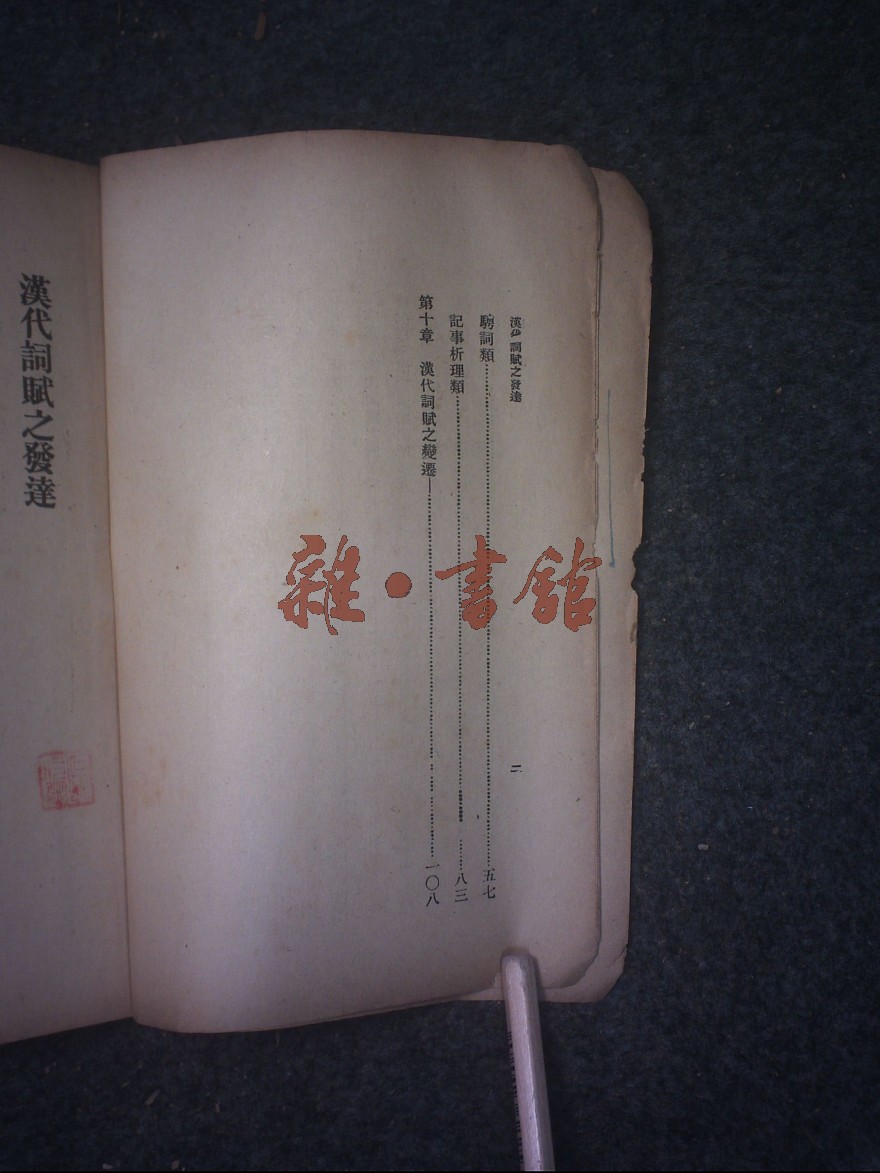 漢代詞賦之發達
二
騁詞類……五七
記事析理類……八三
第十章 漢代詞賦之變遷……一〇八
漢代詞賦之發達
雜·書館